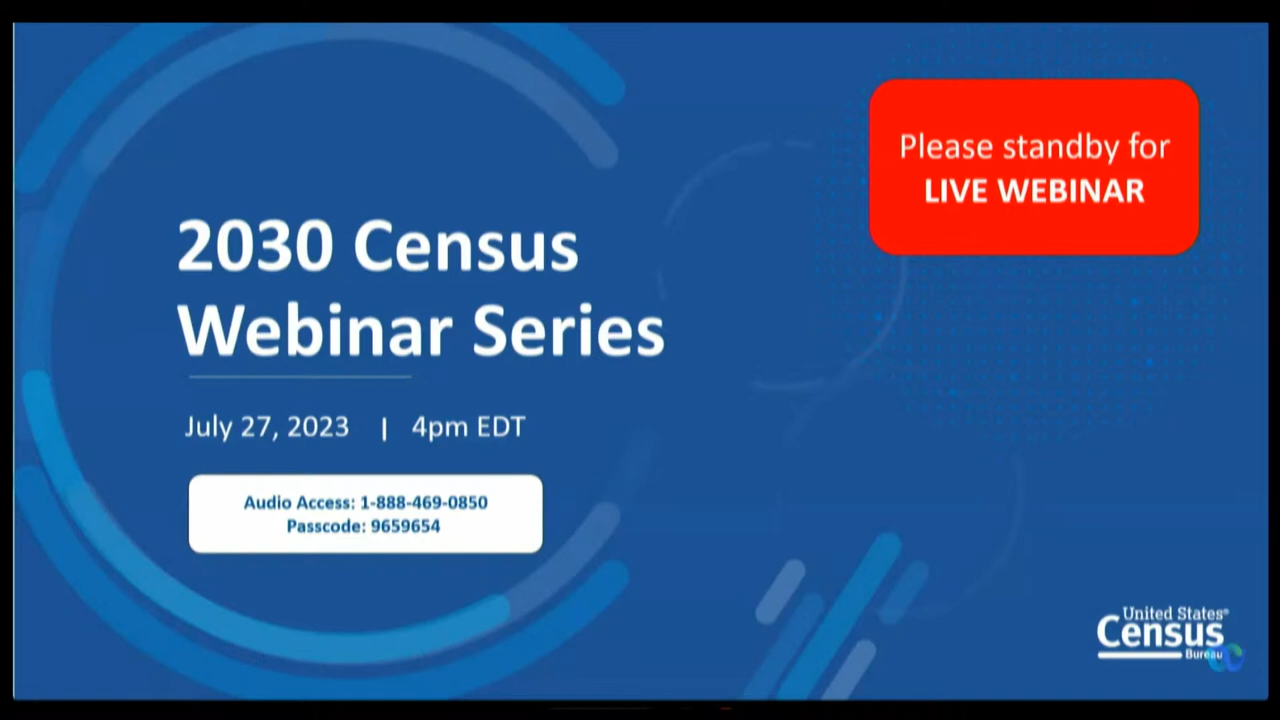 Please standby for
LIVE WEBINAR
2030 Census
Webinar Series
July 27, 2023 | 4pm EDT
Audio Access: 1-888-469-0850
Passcode: 9659654
United States®
Census
Bureau